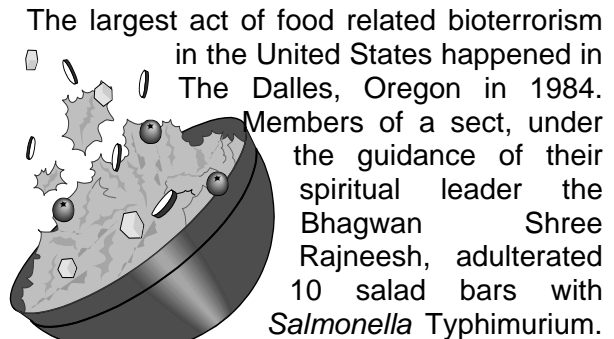 The largest act of food related bioterrorism
in the United States happened in
The Dalles, Oregon in 1984.
Members of a sect, under
the guidance of their
spiritual leader the
Bhagwan Shree
Rajneesh, adulterated
10 salad bars with
Salmonella Typhimurium.